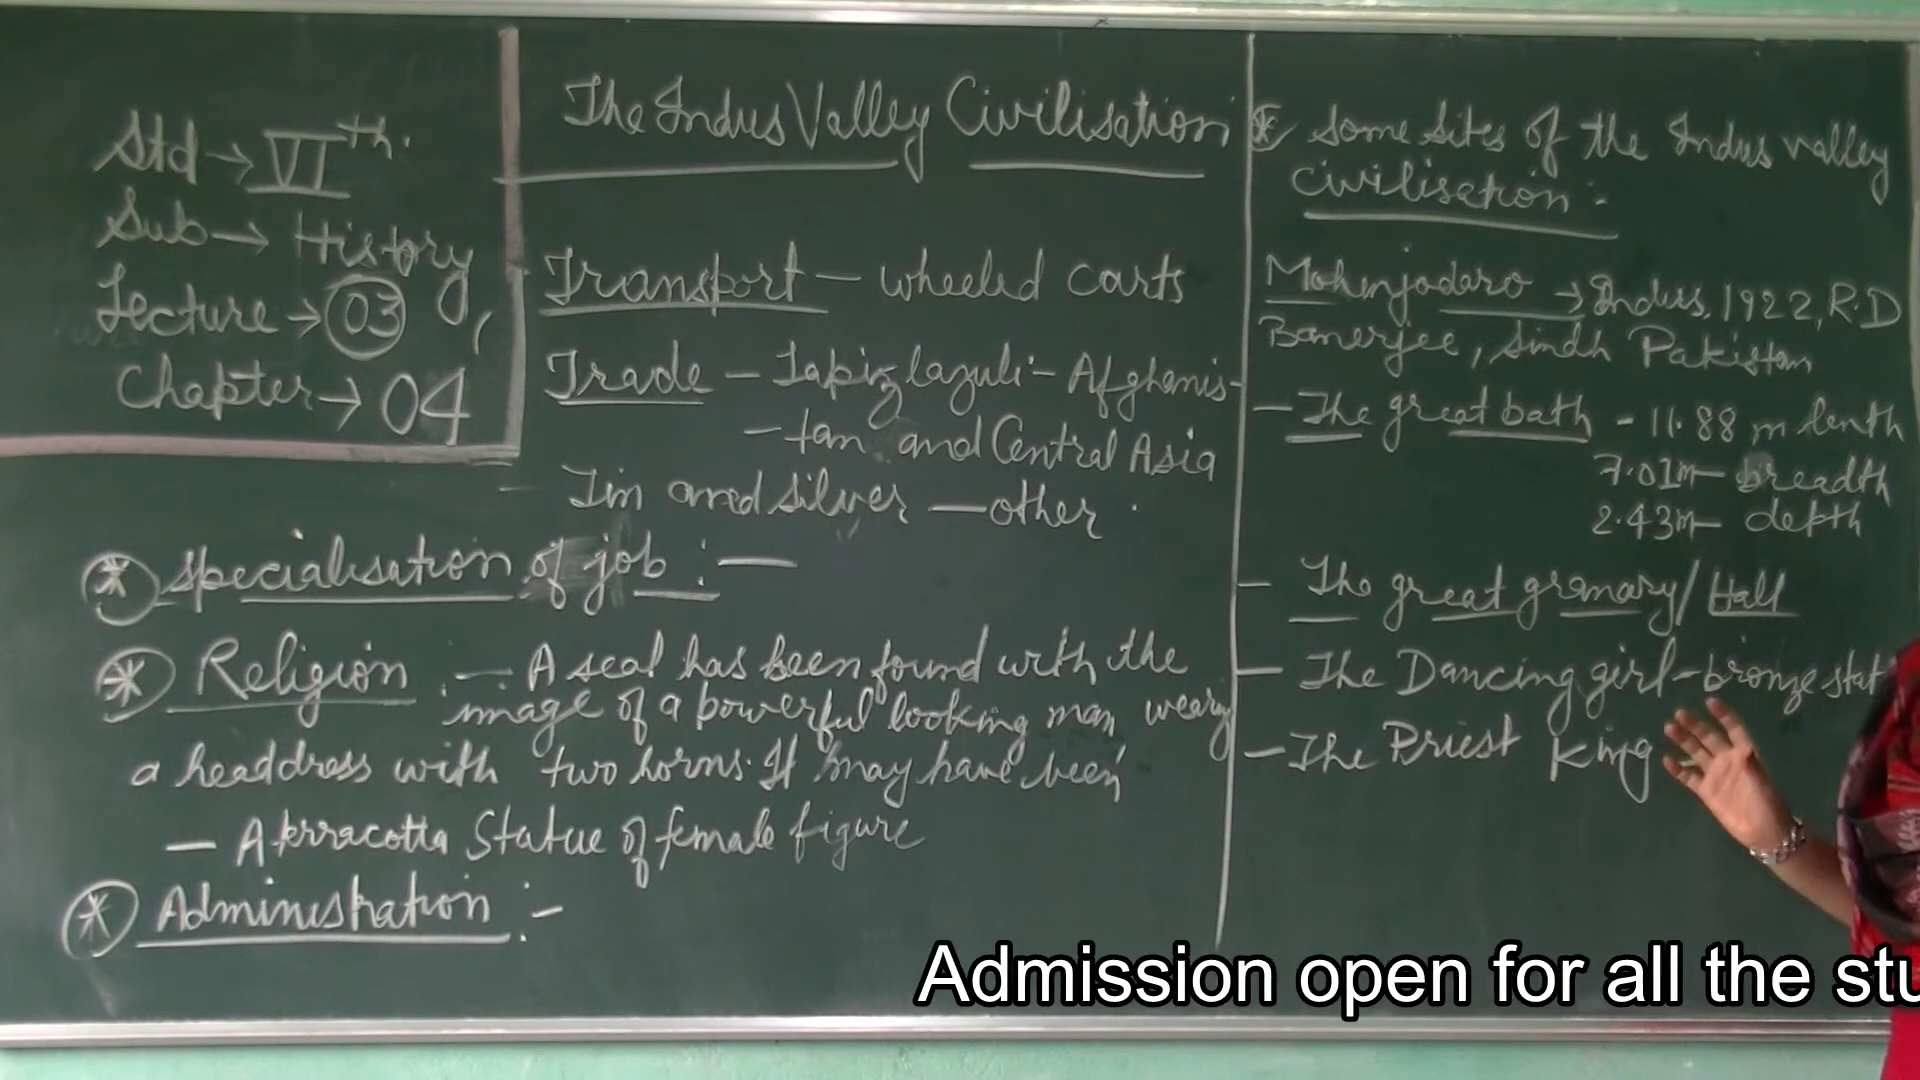 Std → VIth.
Sub → History,
Lecture → 03
Chapter → 04
The Indus Valley Civilisation
Transport – wheeled carts
Trade – Lapiz lazuli – Afghanis-
- tan and Central Asia
Tin and silver — other
* Specialisation of job :—
* Religion :— A seal has been found with the
image of a powerful looking man weary
a headdress with two horns. It may have been
— A terracotta Statue of female figure
* Administration :-
* Some Sites of the Indus valley
Civilisation :-
Mohenjodaro → Indus, 1922, R.D
Banerjee, Sindh Pakistan
- The great bath - 11.88 m lenth
7.01m — breadth
2.43m — depth
- The great granary / Hall
- The Dancing girl - bronze stat
- The Priest King
Admission open for all the stu